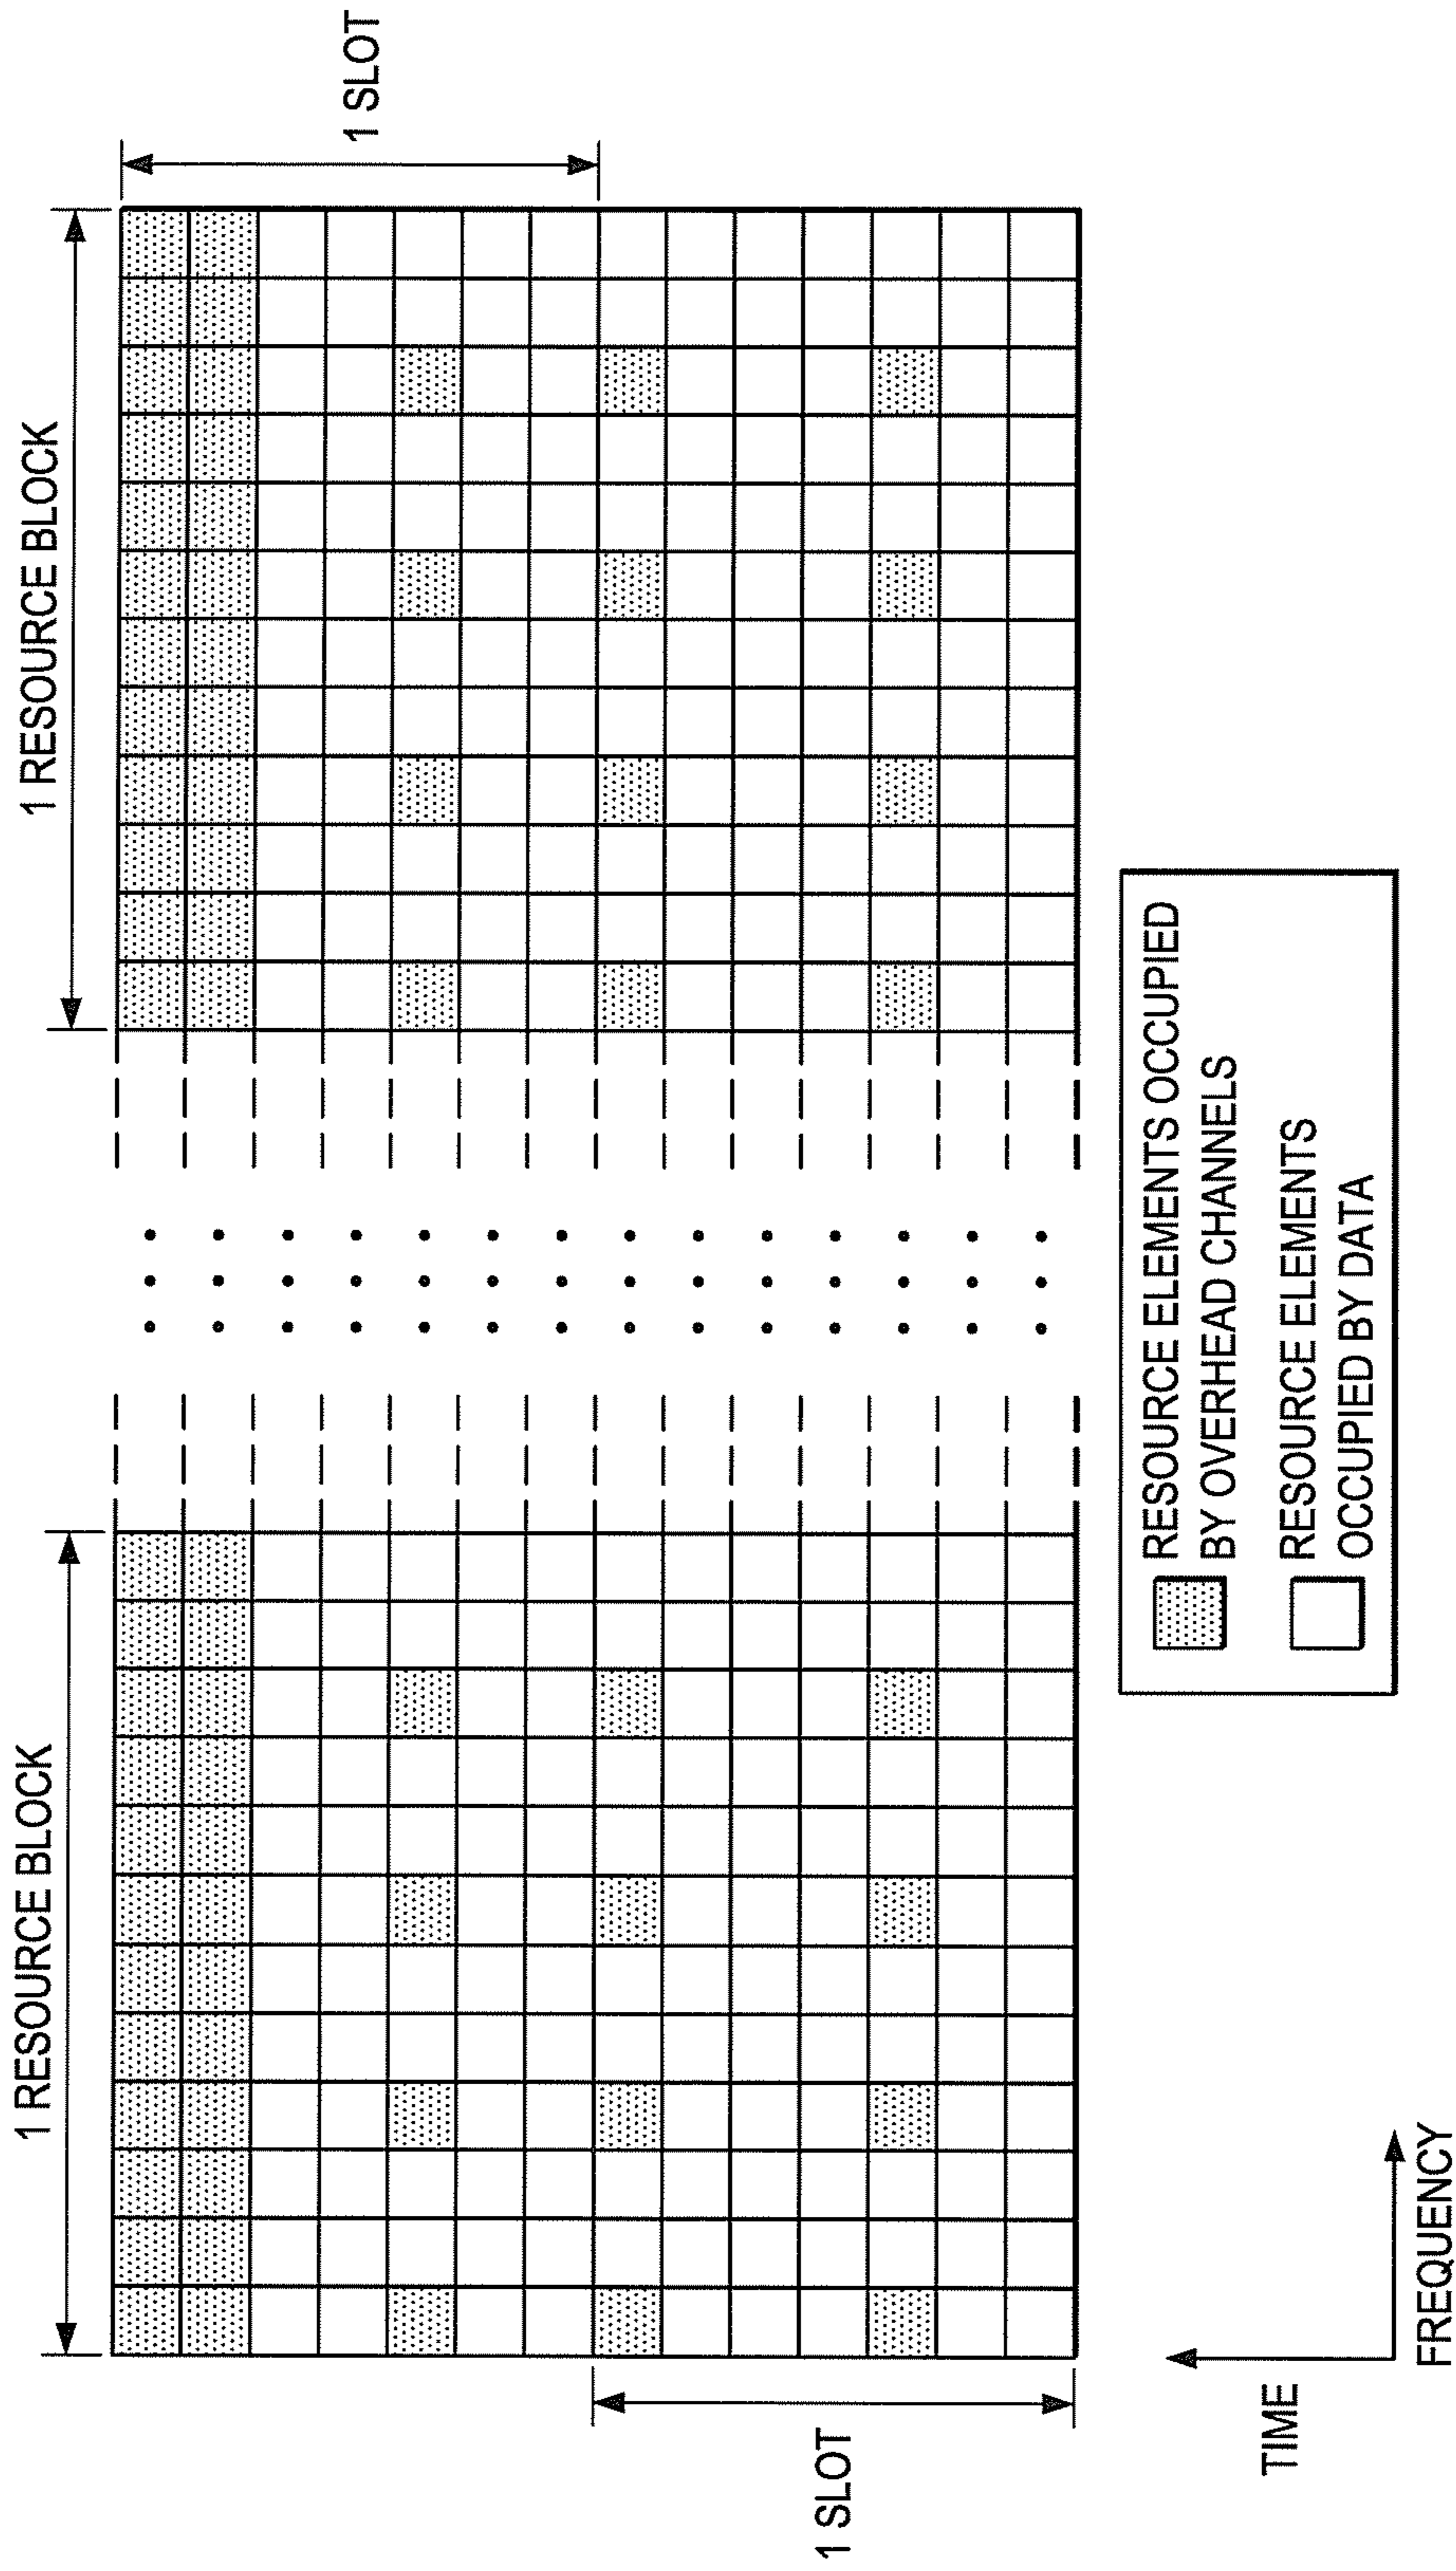 1 RESOURCE BLOCK
1 RESOURCE BLOCK
1 SLOT
1 SLOT
RESOURCE ELEMENTS OCCUPIED
BY OVERHEAD CHANNELS
RESOURCE ELEMENTS
OCCUPIED BY DATA
TIME
FREQUENCY